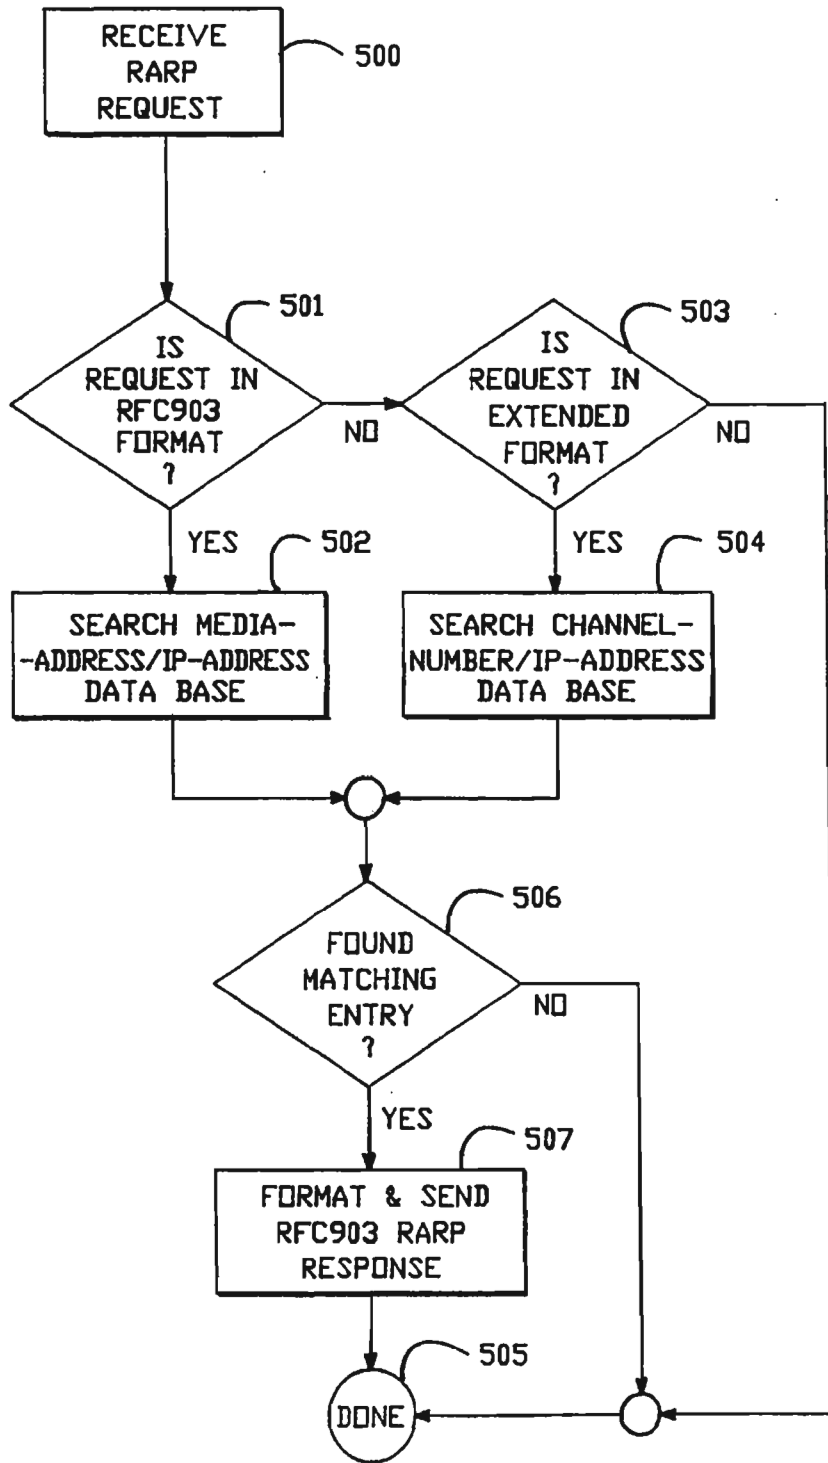 RECEIVE
RARP
REQUEST
500
501
IS
REQUEST IN
RFC903
FORMAT
?
NO
503
IS
REQUEST IN
EXTENDED
FORMAT
?
NO
YES
502
YES
504
SEARCH MEDIA-
-ADDRESS/IP-ADDRESS
DATA BASE
SEARCH CHANNEL-
NUMBER/IP-ADDRESS
DATA BASE
506
FOUND
MATCHING
ENTRY
?
NO
YES
507
FORMAT & SEND
RFC903 RARP
RESPONSE
505
DONE